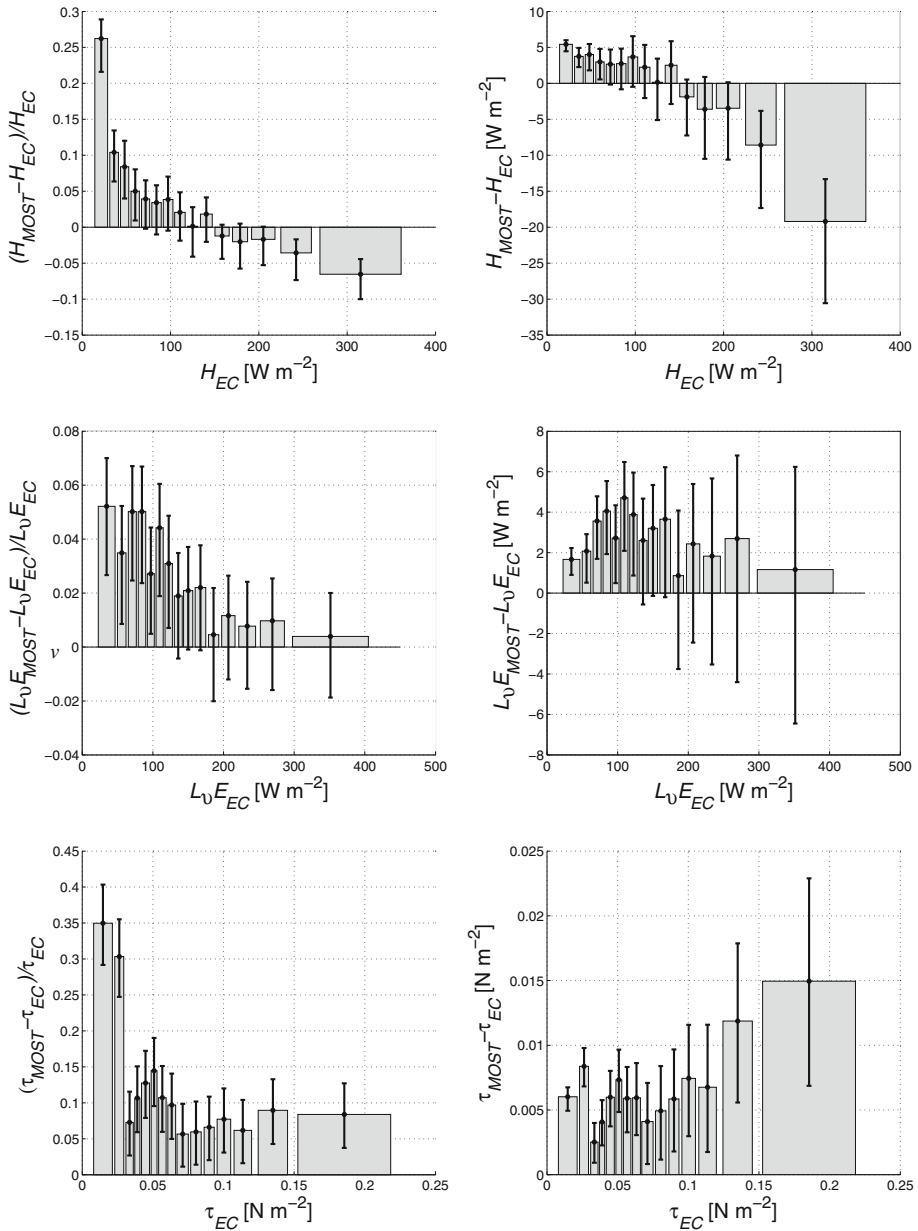 0.3
0.25
0.2
0.15
0.1
0.05
0
−0.05
−0.1
−0.15
(H_MOST−H_EC)/H_EC
0 100 200 300 400
H_EC [W m⁻²]
10
5
0
−5
−10
−15
−20
−25
−30
−35
H_MOST−H_EC [W m⁻²]
0 100 200 300 400
H_EC [W m⁻²]
0.08
0.06
0.04
0.02
v
0
−0.02
−0.04
(L_υE_MOST−L_υE_EC)/L_υE_EC
0 100 200 300 400 500
L_υE_EC [W m⁻²]
8
6
4
2
0
−2
−4
−6
−8
L_υE_MOST−L_υE_EC [W m⁻²]
0 100 200 300 400 500
L_υE_EC [W m⁻²]
0.45
0.4
0.35
0.3
0.25
0.2
0.15
0.1
0.05
0
(τ_MOST−τ_EC)/τ_EC
0 0.05 0.1 0.15 0.2 0.25
τ_EC [N m⁻²]
0.025
0.02
0.015
0.01
0.005
0
τ_MOST−τ_EC [N m⁻²]
0 0.05 0.1 0.15 0.2 0.25
τ_EC [N m⁻²]